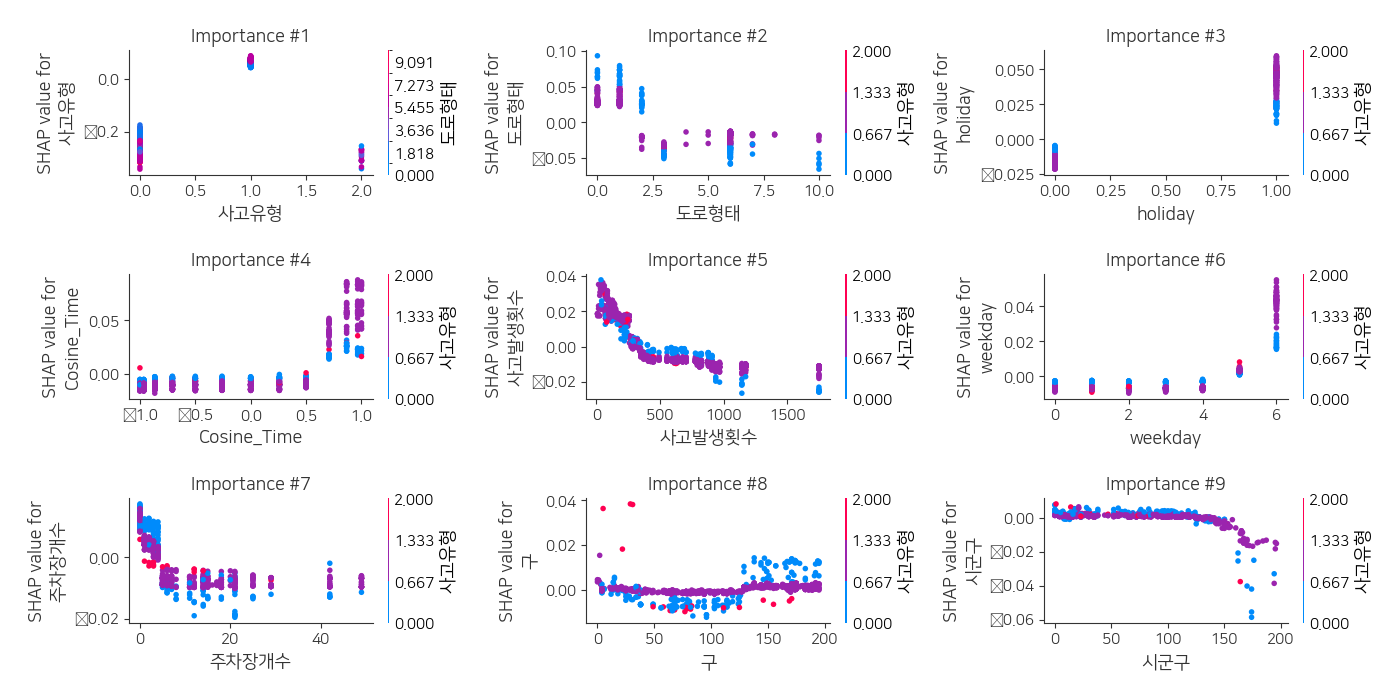 Importance #1
SHAP value for
사고유형
0.0
0.2
0.0
0.5
1.0
1.5
2.0
사고유형
9.091
7.273
5.455
3.636
1.818
0.000
도로형태
Importance #2
SHAP value for
도로형태
0.10
0.05
0.00
0.05
0.0
2.5
5.0
7.5
10.0
도로형태
2.000
1.333
0.667
0.000
사고유형
Importance #3
SHAP value for
holiday
0.050
0.025
0.000
0.025
0.00
0.25
0.50
0.75
1.00
holiday
2.000
1.333
0.667
0.000
사고유형
Importance #4
SHAP value for
Cosine_Time
0.05
0.00
1.0
0.5
0.0
0.5
1.0
Cosine_Time
2.000
1.333
0.667
0.000
사고유형
Importance #5
SHAP value for
사고발생횟수
0.04
0.02
0.00
0.02
0
500
1000
1500
사고발생횟수
2.000
1.333
0.667
0.000
사고유형
Importance #6
SHAP value for
weekday
0.04
0.02
0.00
0
2
4
6
weekday
2.000
1.333
0.667
0.000
사고유형
Importance #7
SHAP value for
주차장개수
0.00
0.02
0
20
40
주차장개수
2.000
1.333
0.667
0.000
사고유형
Importance #8
SHAP value for
구
0.04
0.02
0.00
0
50
100
150
200
구
2.000
1.333
0.667
0.000
사고유형
Importance #9
SHAP value for
시군구
0.00
0.02
0.04
0.06
0
50
100
150
200
시군구
2.000
1.333
0.667
0.000
사고유형